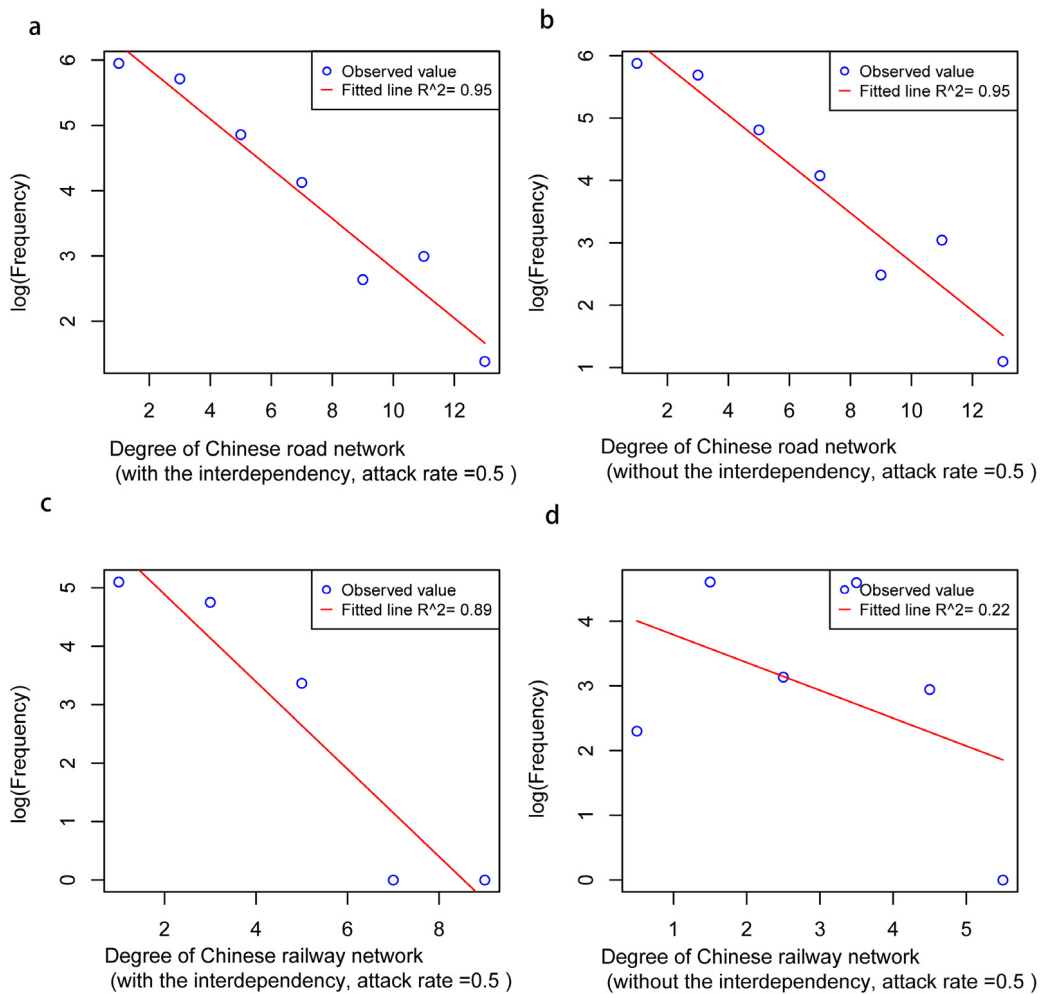 a
6
5
4
3
2
log(Frequency)
Observed value
Fitted line R^2= 0.95
2 4 6 8 10 12
Degree of Chinese road network
(with the interdependency, attack rate =0.5 )
b
6
5
4
3
2
1
log(Frequency)
Observed value
Fitted line R^2= 0.95
2 4 6 8 10 12
Degree of Chinese road network
(without the interdependency, attack rate =0.5 )
c
5
4
3
2
1
0
log(Frequency)
Observed value
Fitted line R^2= 0.89
2 4 6 8
Degree of Chinese railway network
(with the interdependency, attack rate =0.5 )
d
4
3
2
1
0
log(Frequency)
Observed value
Fitted line R^2= 0.22
1 2 3 4 5
Degree of Chinese railway network
(without the interdependency, attack rate =0.5 )